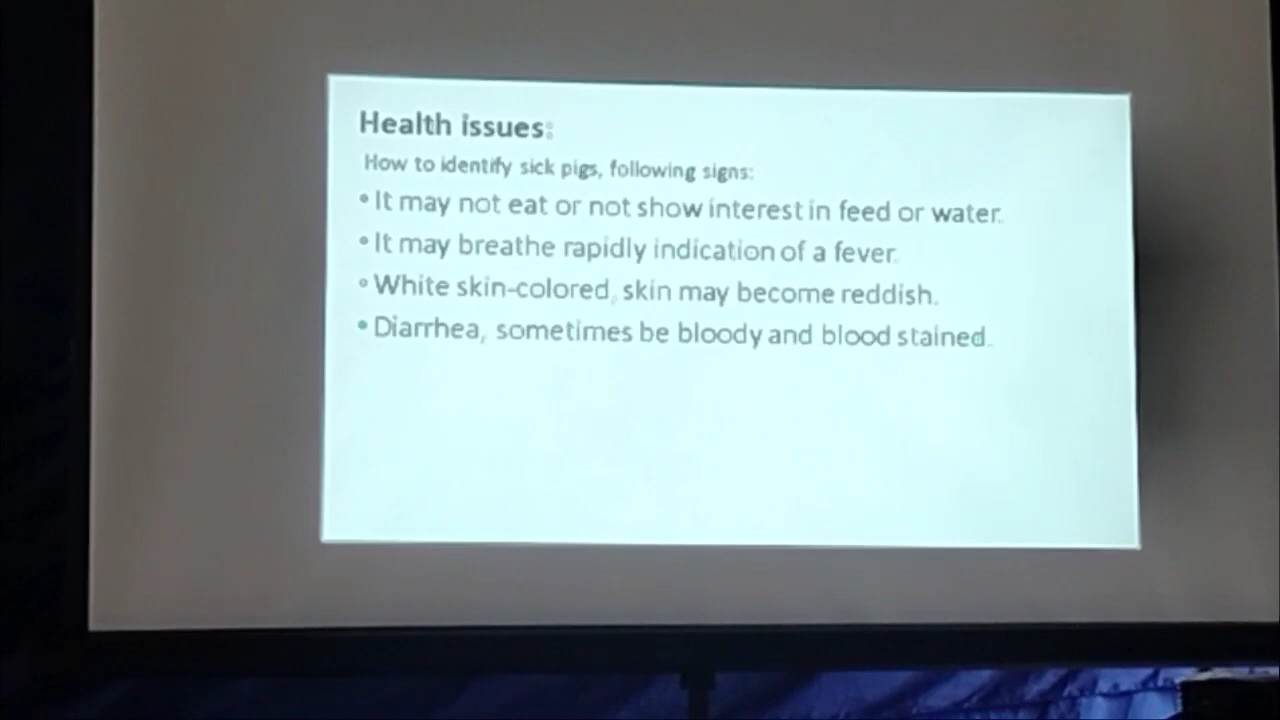 Health issues:
How to identify sick pigs, following signs:
• It may not eat or not show interest in feed or water.
• It may breathe rapidly indication of a fever.
• White skin-colored, skin may become reddish.
• Diarrhea, sometimes be bloody and blood stained.